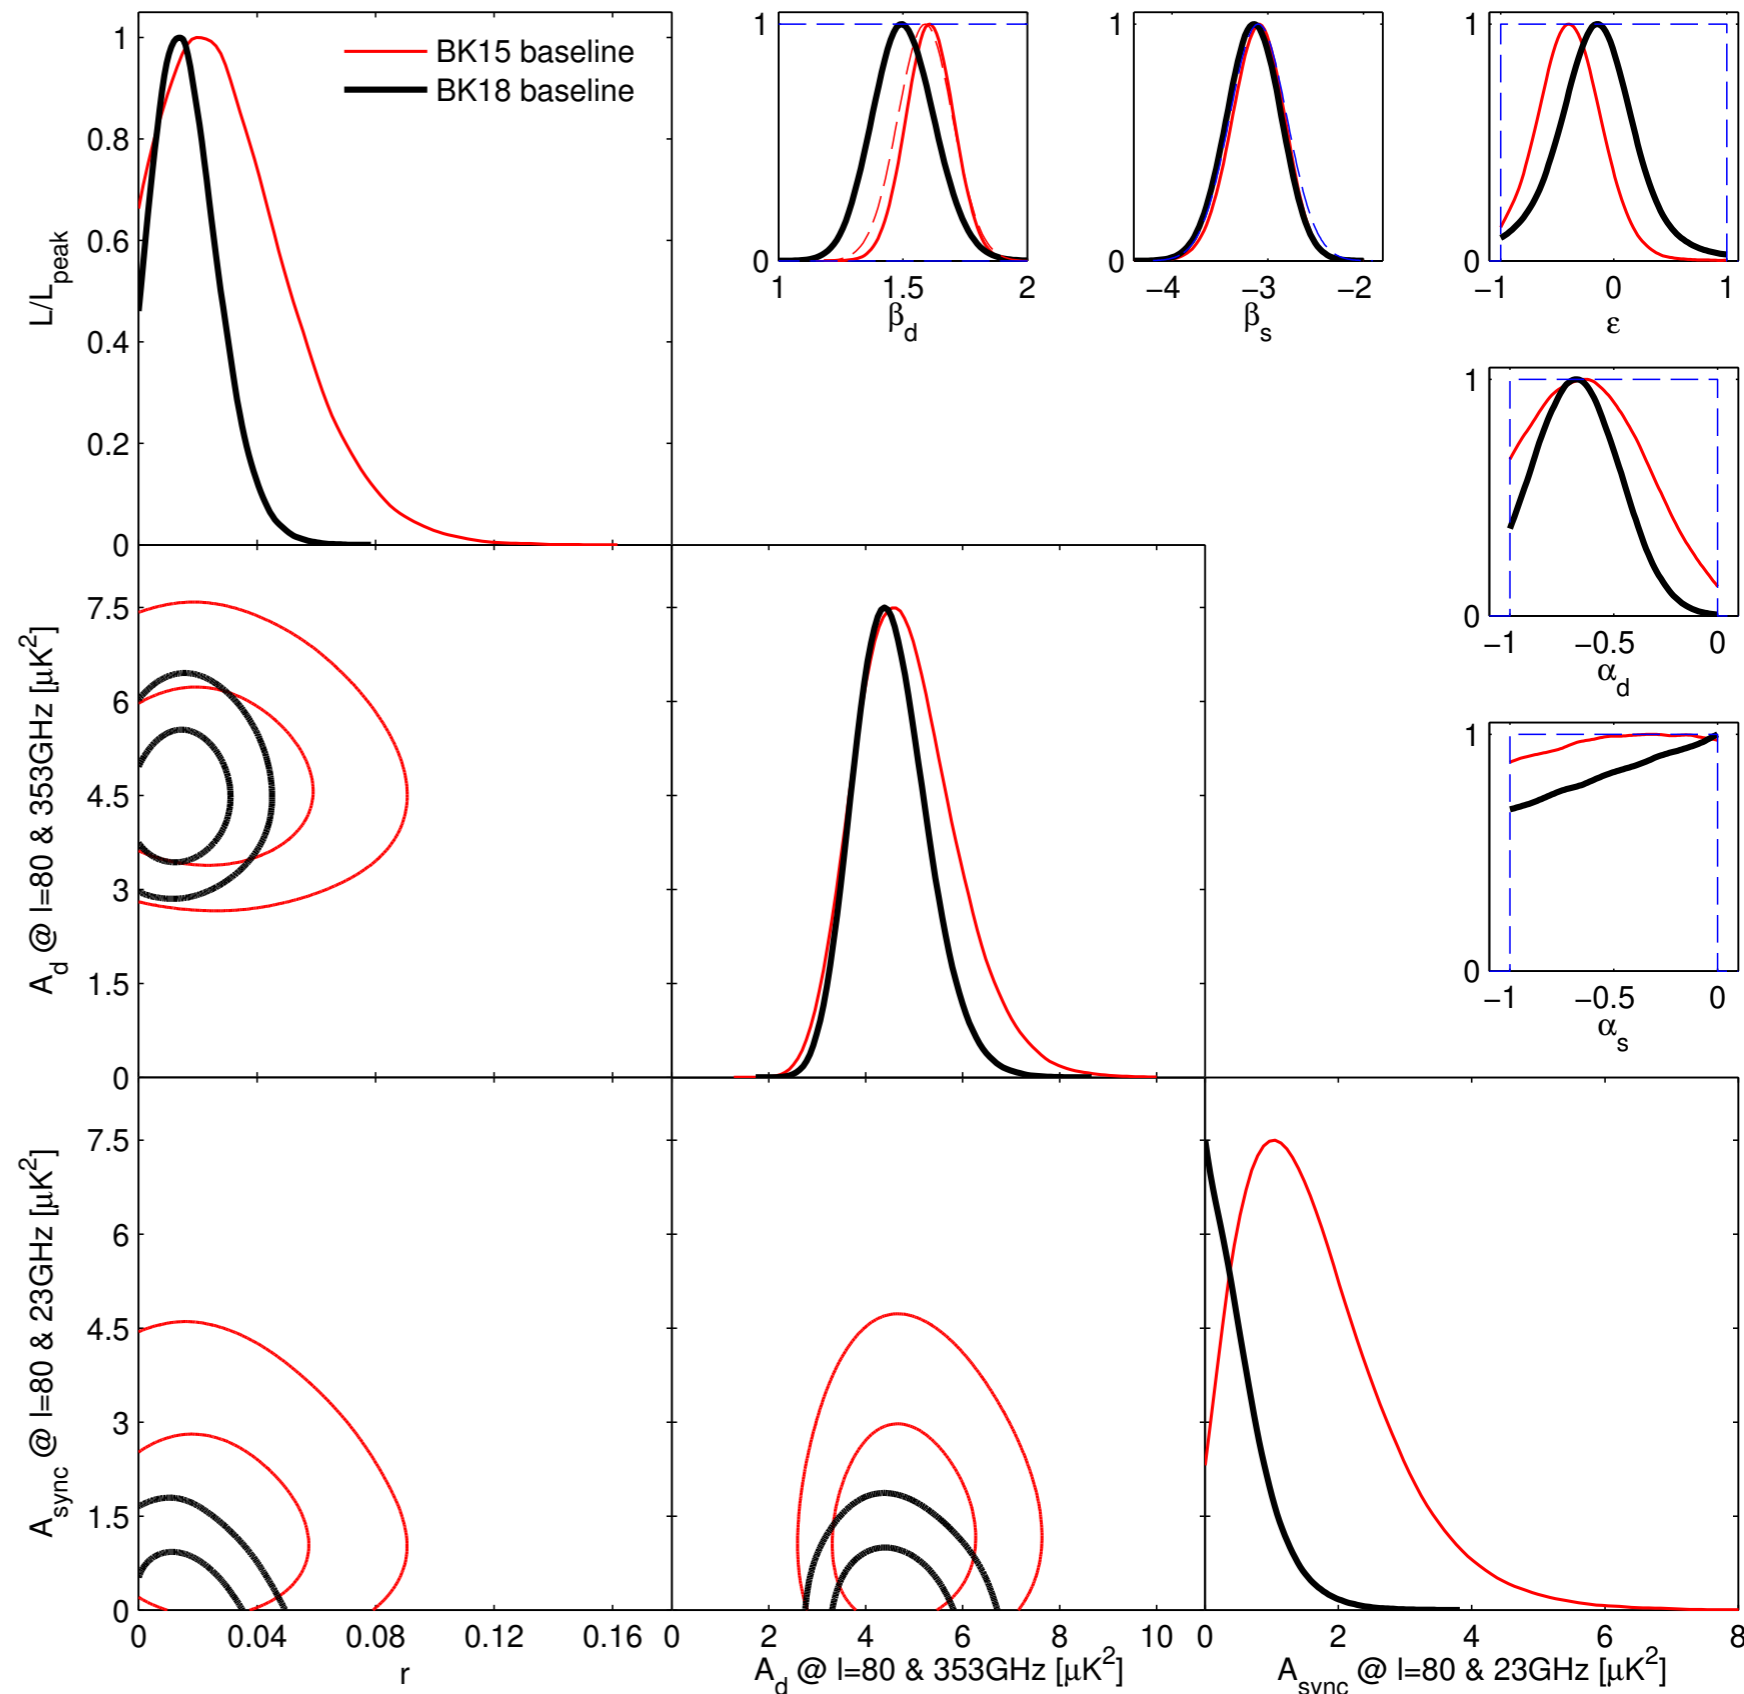 BK15 baseline
BK18 baseline
L/L_peak
1
0.8
0.6
0.4
0.2
0
1
0
1 1.5 2
β_d
1
0
−4 −3 −2
β_s
1
0
−1 0 1
ε
1
0
−1 −0.5 0
α_d
1
0
−1 −0.5 0
α_s
A_d @ l=80 & 353GHz [μK²]
7.5
6
4.5
3
1.5
0
A_sync @ l=80 & 23GHz [μK²]
7.5
6
4.5
3
1.5
0
0 0.04 0.08 0.12 0.16
r
0 2 4 6 8 10
A_d @ l=80 & 353GHz [μK²]
0 2 4 6 8
A_sync @ l=80 & 23GHz [μK²]